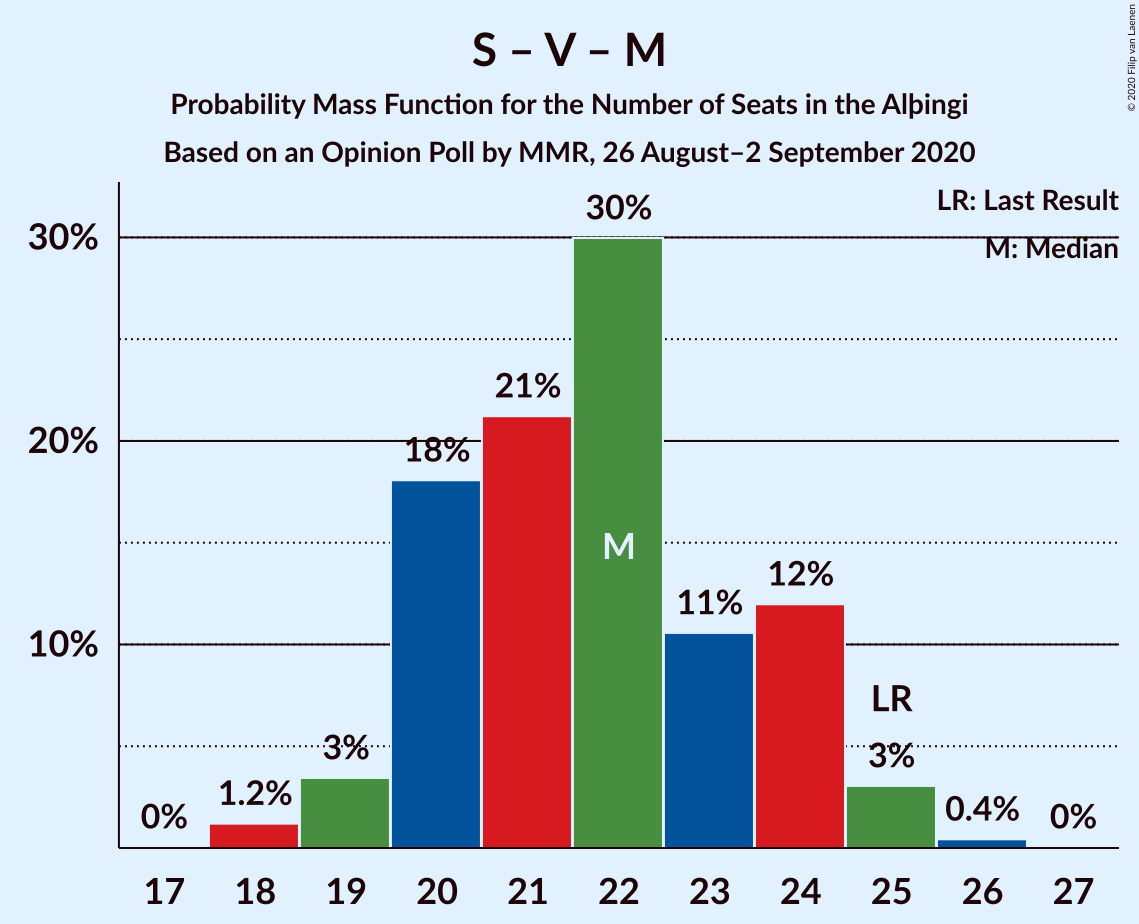 S – V – M
Probability Mass Function for the Number of Seats in the Alþingi
Based on an Opinion Poll by MMR, 26 August–2 September 2020
© 2020 Filip van Laenen
LR: Last Result
M: Median
30%
20%
10%
0%
1.2%
3%
18%
21%
30%
M
11%
12%
LR
3%
0.4%
0%
17 18 19 20 21 22 23 24 25 26 27